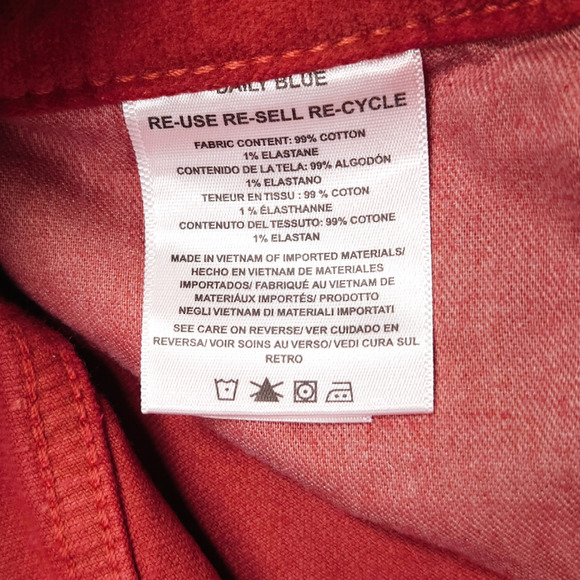 DAILY BLUE
RE-USE RE-SELL RE-CYCLE
FABRIC CONTENT: 99% COTTON
1% ELASTANE
CONTENIDO DE LA TELA: 99% ALGODÓN
1% ELASTANO
TENEUR EN TISSU : 99 % COTON
1 % ÉLASTHANNE
CONTENUTO DEL TESSUTO: 99% COTONE
1% ELASTAN
MADE IN VIETNAM OF IMPORTED MATERIALS/
HECHO EN VIETNAM DE MATERIALES
IMPORTADOS/ FABRIQUÉ AU VIETNAM DE
MATERIÁUX IMPORTÉS/ PRODOTTO
NEGLI VIETNAM DI MATERIALI IMPORTATI
SEE CARE ON REVERSE/ VER CUIDADO EN
REVERSA/ VOIR SOINS AU VERSO/ VEDI CURA SUL
RETRO